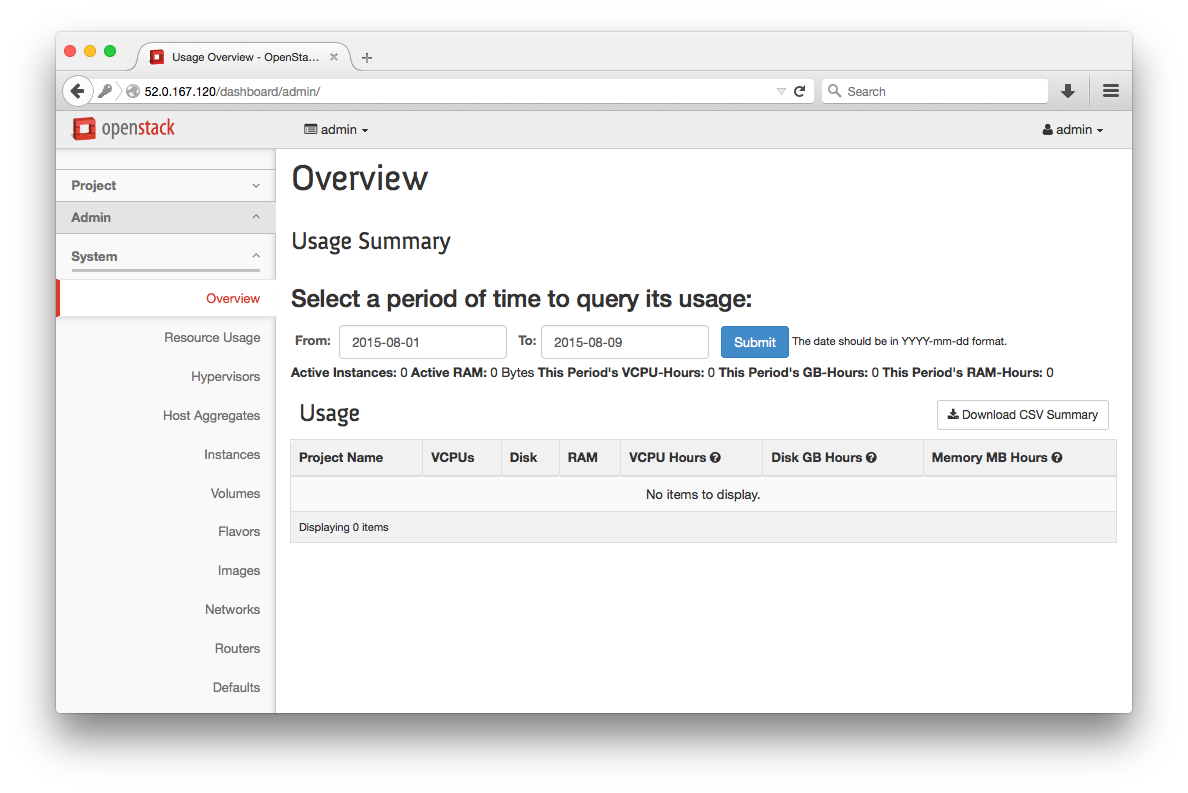 Usage Overview - OpenSta...
52.0.167.120/dashboard/admin/
Search
openstack
admin
admin
Project
Admin
System
Overview
Resource Usage
Hypervisors
Host Aggregates
Instances
Volumes
Flavors
Images
Networks
Routers
Defaults
Overview
Usage Summary
Select a period of time to query its usage:
From: 2015-08-01 To: 2015-08-09 Submit The date should be in YYYY-mm-dd format.
Active Instances: 0 Active RAM: 0 Bytes This Period's VCPU-Hours: 0 This Period's GB-Hours: 0 This Period's RAM-Hours: 0
Usage
Download CSV Summary
Project Name VCPUs Disk RAM VCPU Hours Disk GB Hours Memory MB Hours
No items to display.
Displaying 0 items